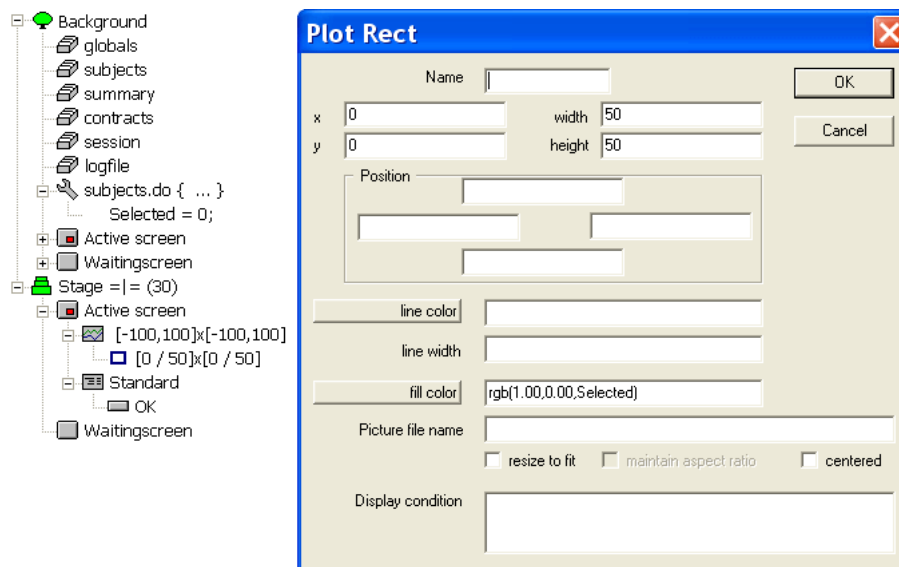 Background
globals
subjects
summary
contracts
session
logfile
subjects.do { ... }
Selected = 0;
Active screen
Waitingscreen
Stage =|= (30)
Active screen
[-100,100]x[-100,100]
[0 / 50]x[0 / 50]
Standard
OK
Waitingscreen
Plot Rect
Name
OK
x 0 width 50
y 0 height 50
Cancel
Position
line color
line width
fill color rgb(1.00,0.00,Selected)
Picture file name
resize to fit maintain aspect ratio centered
Display condition